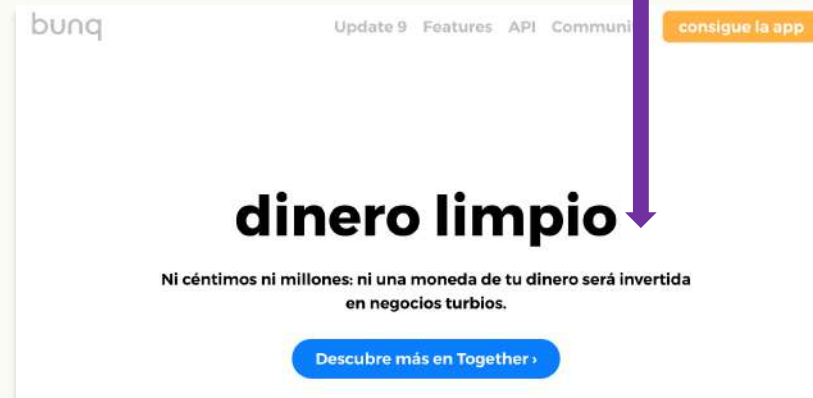 bunq Update 9 Features API Communi consigue la app
dinero limpio
Ni céntimos ni millones: ni una moneda de tu dinero será invertida
en negocios turbios.
Descubre más en Together ›